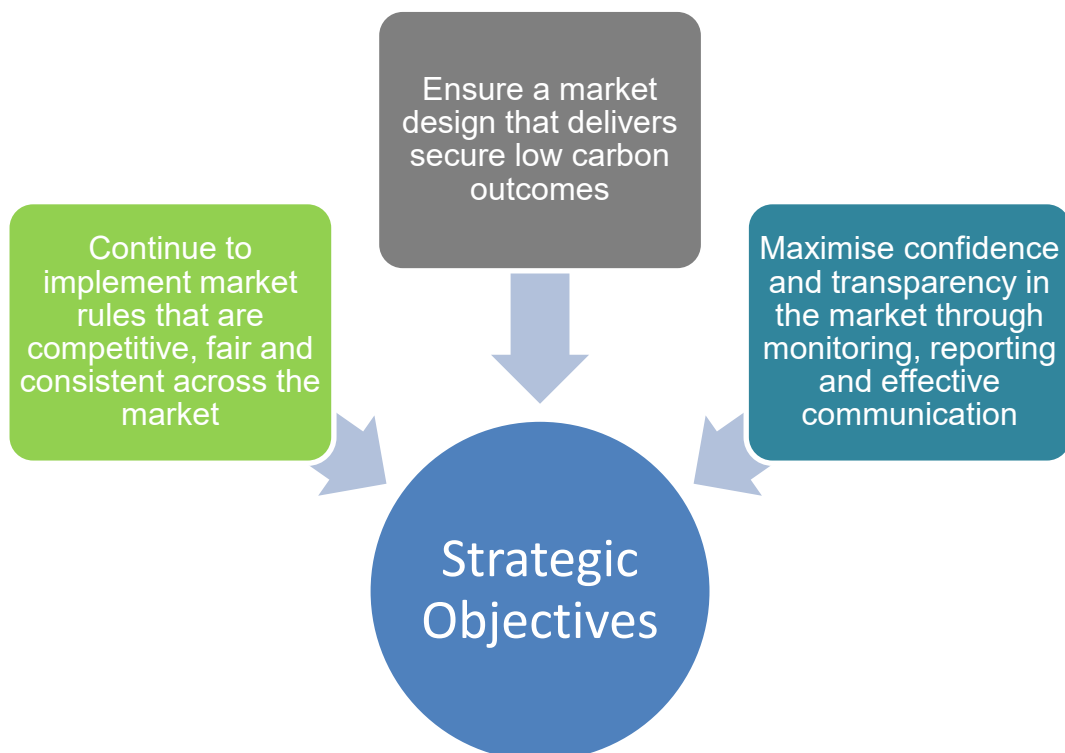 Ensure a market
design that delivers
secure low carbon
outcomes
Continue to
implement market
rules that are
competitive, fair and
consistent across the
market
Maximise confidence
and transparency in
the market through
monitoring, reporting
and effective
communication
Strategic
Objectives